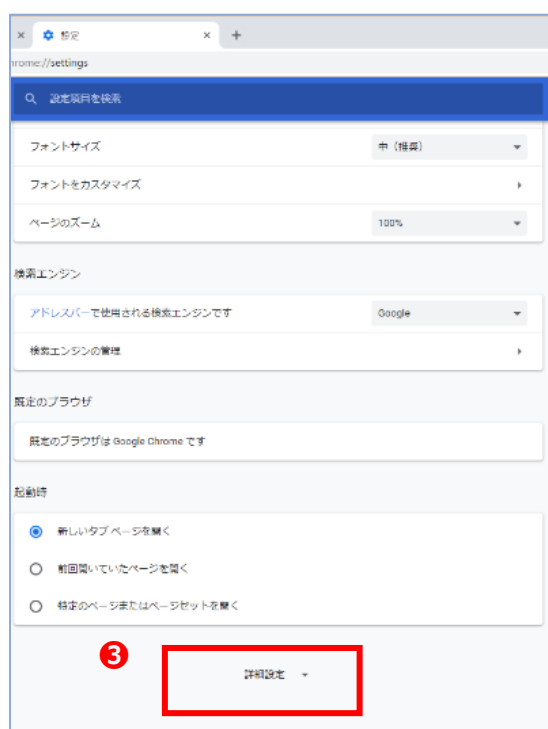 設定
rome://settings
設定項目を検索
フォントサイズ 中（推奨）
フォントをカスタマイズ
ページのズーム 100%
検索エンジン
アドレスバーで使用される検索エンジンです Google
検索エンジンの管理
既定のブラウザ
既定のブラウザは Google Chrome です
起動時
新しいタブ ページを開く
前回開いていたページを開く
特定のページまたはページセットを開く
3
詳細設定